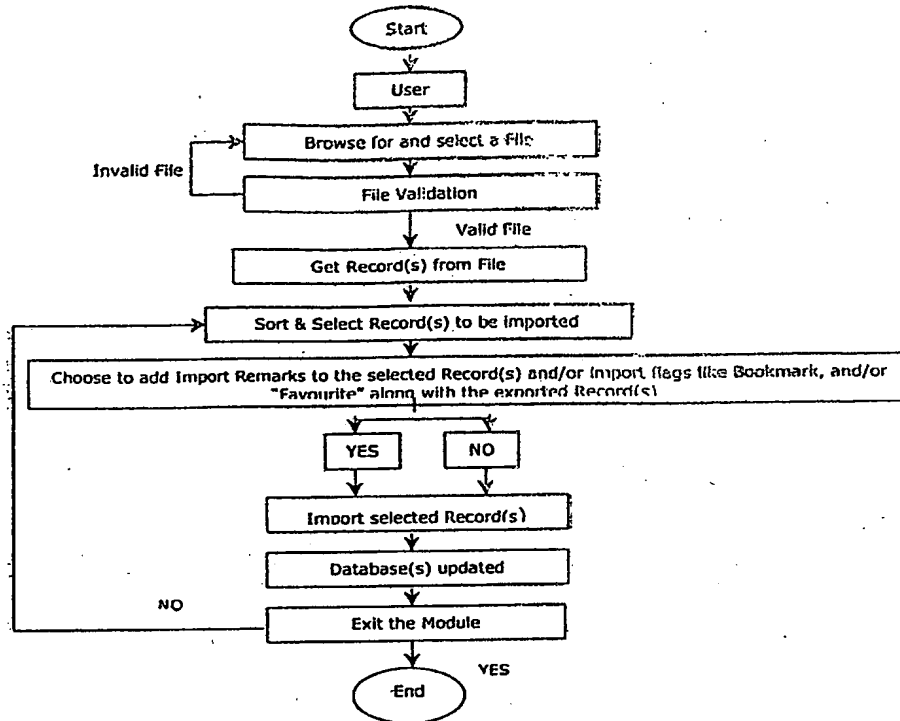 Start
User
Browse for and select a File
Invalid File
File Validation
Valid File
Get Record(s) from File
Sort & Select Record(s) to be imported
Choose to add Import Remarks to the selected Record(s) and/or Import flags like Bookmark, and/or
"Favourite" along with the exported Record(s)
YES
NO
Import selected Record(s)
Database(s) updated
NO
Exit the Module
YES
End